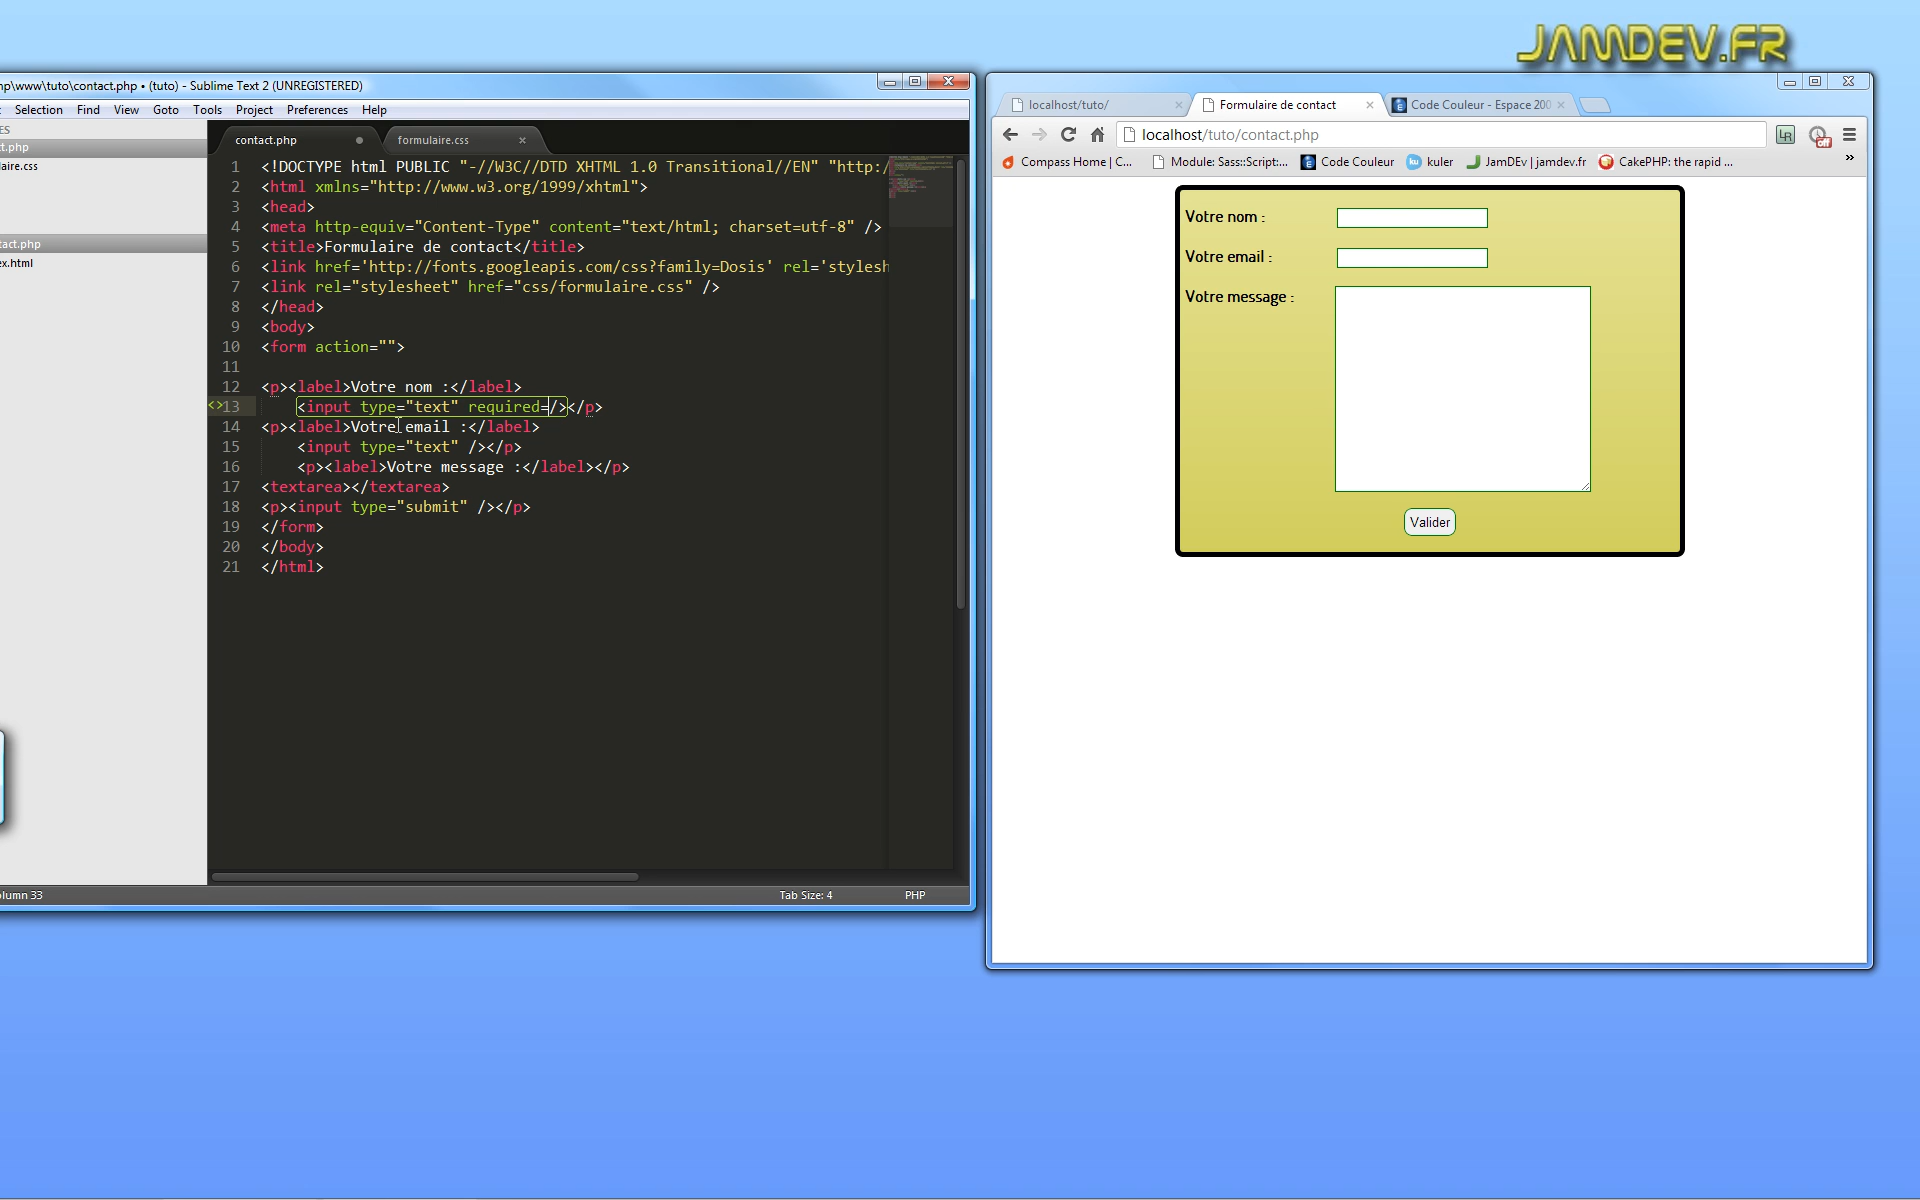 JAMDEV.FR
hp\www\tuto\contact.php • (tuto) - Sublime Text 2 (UNREGISTERED)
Selection Find View Goto Tools Project Preferences Help
ES
ct.php
laire.css
tact.php
ex.html
contact.php
formulaire.css
1 <!DOCTYPE html PUBLIC "-//W3C//DTD XHTML 1.0 Transitional//EN" "http:/
2 <html xmlns="http://www.w3.org/1999/xhtml">
3 <head>
4 <meta http-equiv="Content-Type" content="text/html; charset=utf-8" />
5 <title>Formulaire de contact</title>
6 <link href='http://fonts.googleapis.com/css?family=Dosis' rel='stylesh
7 <link rel="stylesheet" href="css/formulaire.css" />
8 </head>
9 <body>
10 <form action="">
11
12 <p><label>Votre nom :</label>
<>13 <input type="text" required=/></p>
14 <p><label>Votre email :</label>
15 <input type="text" /></p>
16 <p><label>Votre message :</label></p>
17 <textarea></textarea>
18 <p><input type="submit" /></p>
19 </form>
20 </body>
21 </html>
olumn 33
Tab Size: 4
PHP
localhost/tuto/
Formulaire de contact
Code Couleur - Espace 200
localhost/tuto/contact.php
Compass Home | C...
Module: Sass::Script:...
Code Couleur
ku kuler
JamDEv | jamdev.fr
CakePHP: the rapid ...
»
LR
off
Votre nom :
Votre email :
Votre message :
Valider